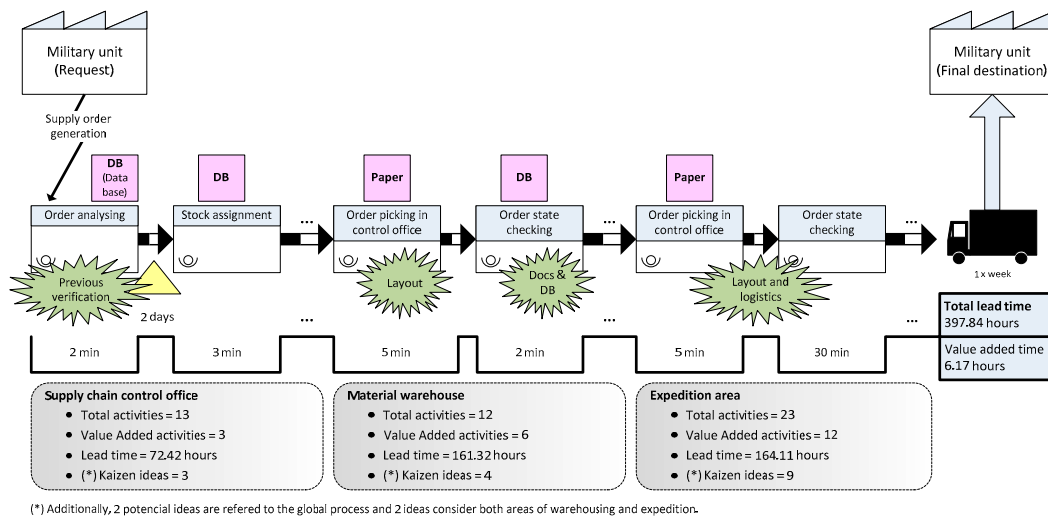 Military unit
(Request)
Military unit
(Final destination)
Supply order
generation
DB
(Data
base)
DB
Paper
DB
Paper
Order analysing
Stock assignment
...
Order picking in
control office
Order state
checking
...
Order picking in
control office
Order state
checking
...
1 x week
Previous
verification
Layout
Docs &
DB
Layout and
logistics
2 days
...
...
...
2 min
3 min
5 min
2 min
5 min
30 min
Total lead time
397.84 hours
Value added time
6.17 hours
Supply chain control office
• Total activities = 13
• Value Added activities = 3
• Lead time = 72.42 hours
• (*) Kaizen ideas = 3
Material warehouse
• Total activities = 12
• Value Added activities = 6
• Lead time = 161.32 hours
• (*) Kaizen ideas = 4
Expedition area
• Total activities = 23
• Value Added activities = 12
• Lead time = 164.11 hours
• (*) Kaizen ideas = 9
(*) Additionally, 2 potencial ideas are refered to the global process and 2 ideas consider both areas of warehousing and expedition.